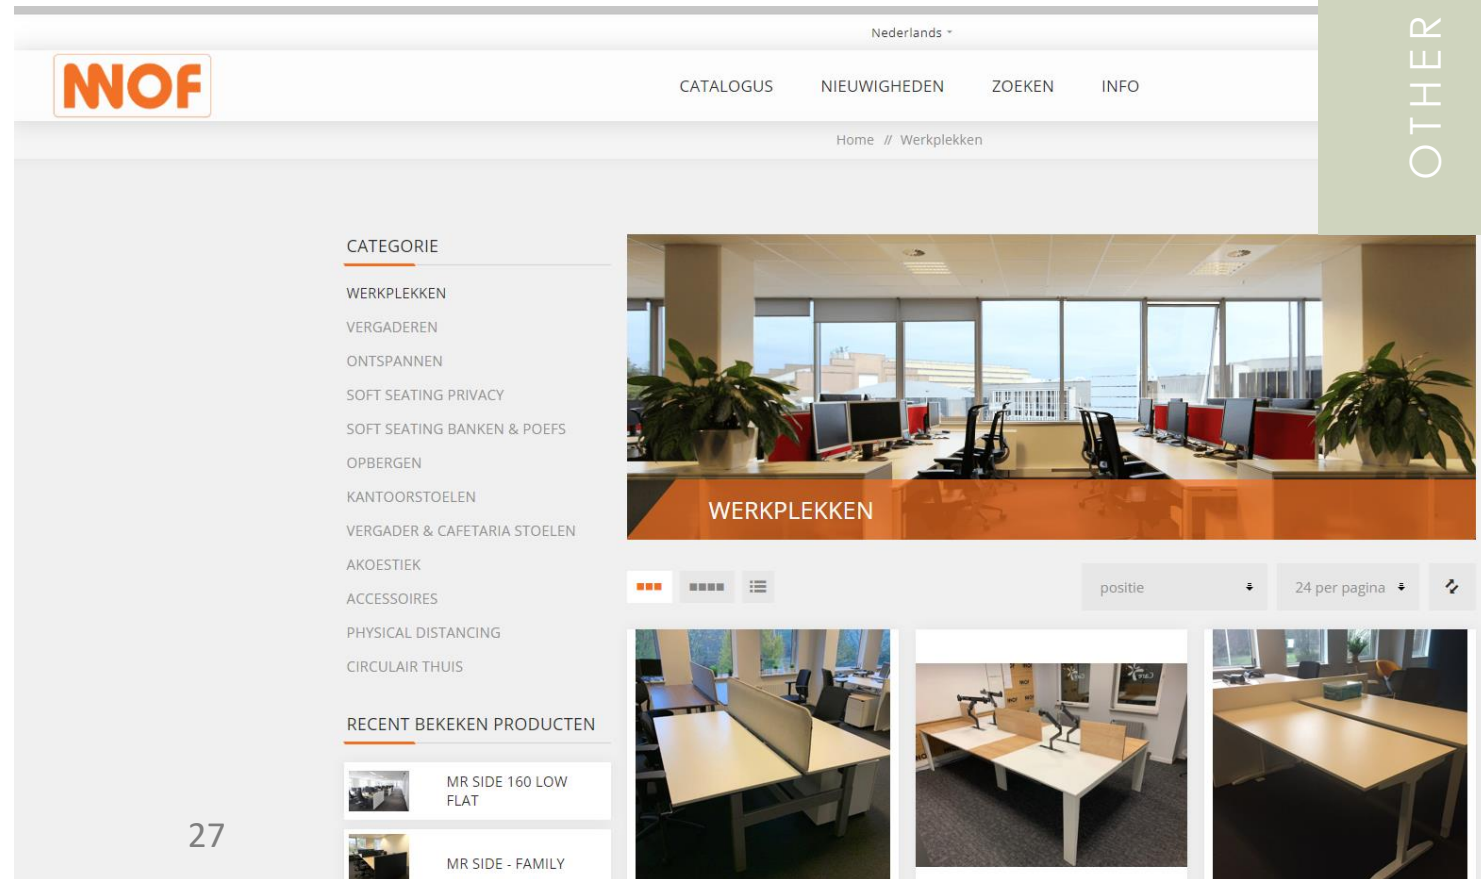 OTHER
Nederlands
NNOF
CATALOGUS NIEUWIGHEDEN ZOEKEN INFO
Home // Werkplekken
CATEGORIE
WERKPLEKKEN
VERGADEREN
ONTSPANNEN
SOFT SEATING PRIVACY
SOFT SEATING BANKEN & POEFS
OPBERGEN
KANTOORSTOELEN
VERGADER & CAFETARIA STOELEN
AKOESTIEK
ACCESSOIRES
PHYSICAL DISTANCING
CIRCULAIR THUIS
RECENT BEKEKEN PRODUCTEN
MR SIDE 160 LOW
FLAT
MR SIDE - FAMILY
WERKPLEKKEN
positie 24 per pagina
27